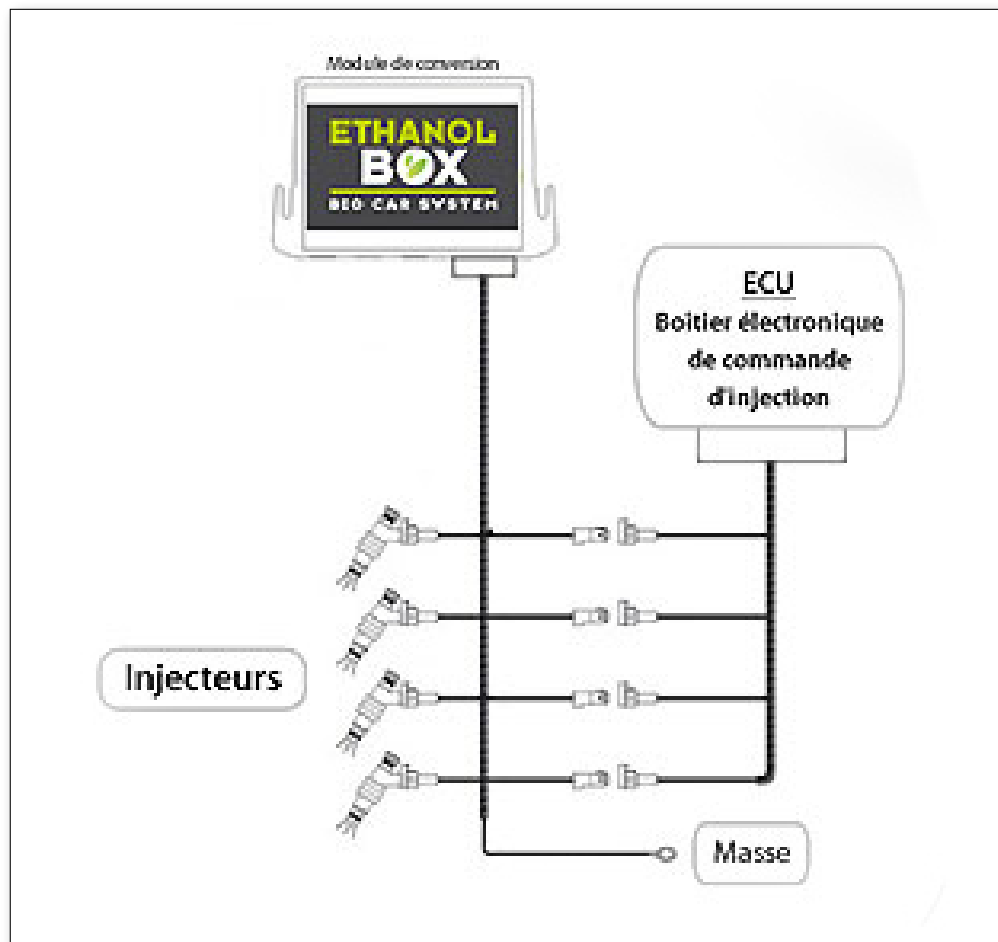 Module de conversion
ETHANOL
BOX
BIO CAR SYSTEM
ECU
Boitier électronique
de commande
d'injection
Injecteurs
Masse